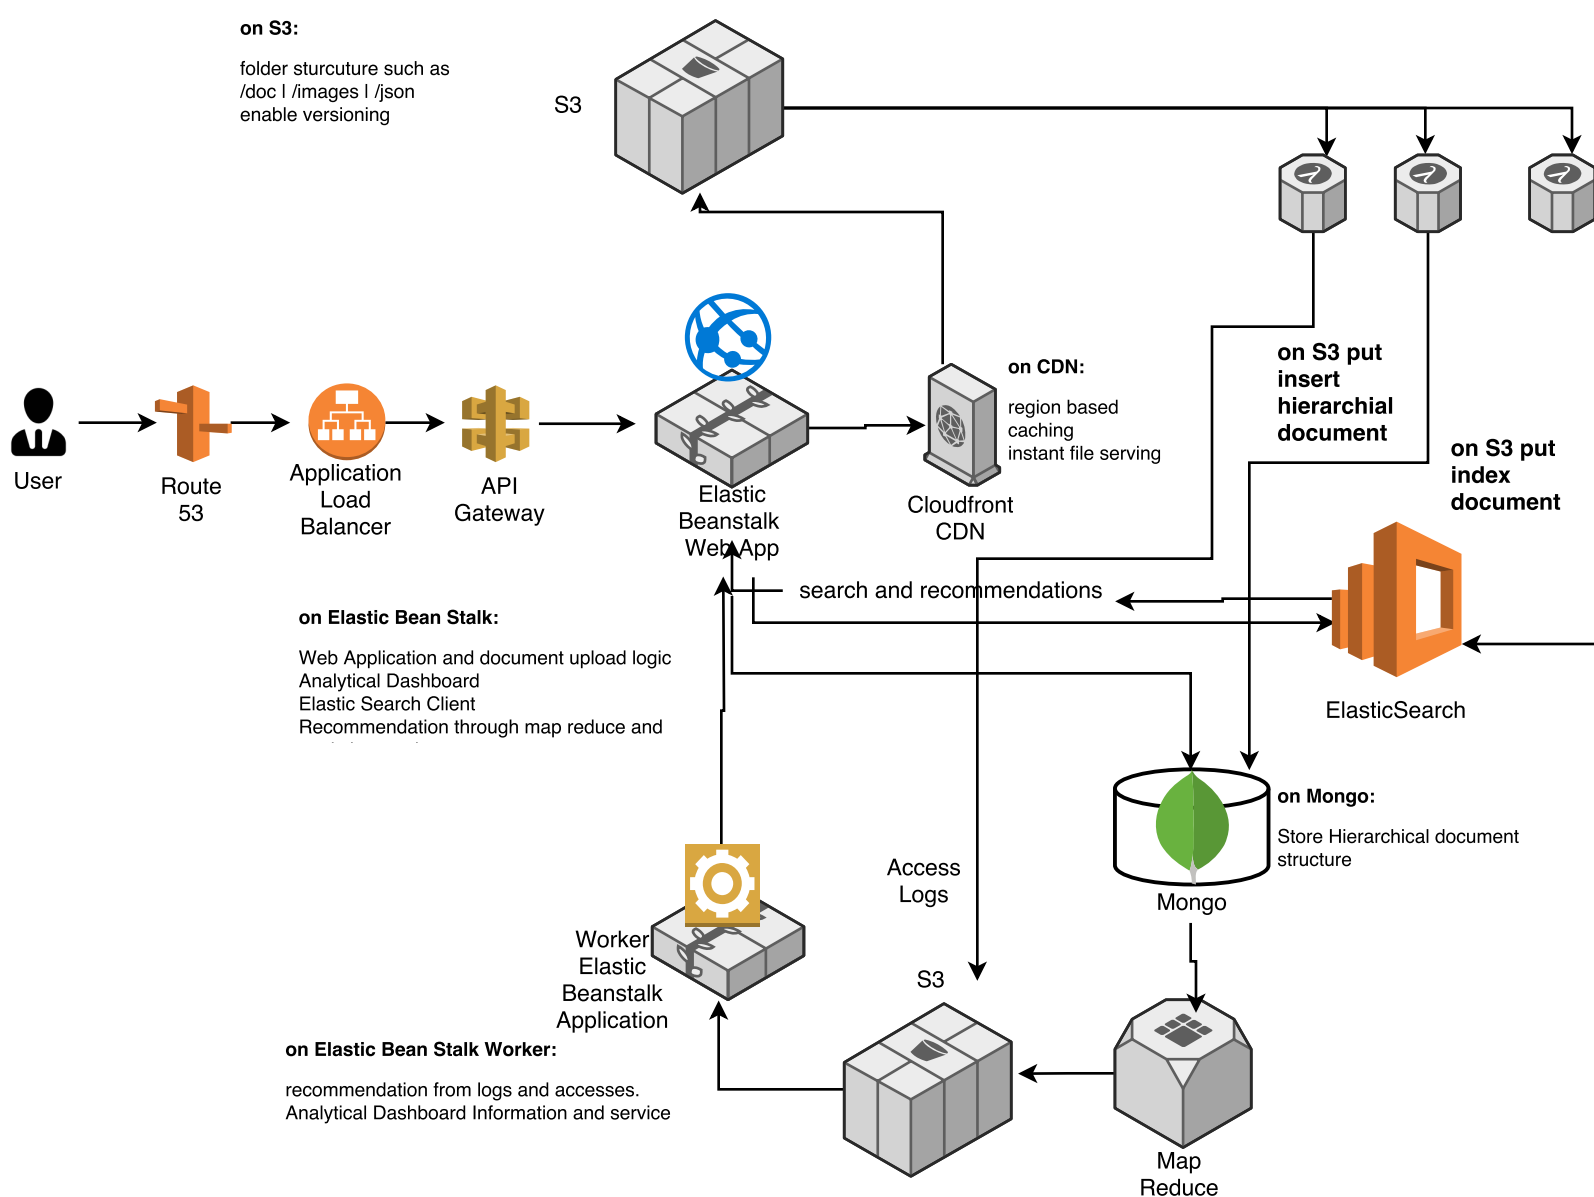 on S3:
folder sturcuture such as
/doc | /images | /json
enable versioning
S3
on CDN:
region based
caching
instant file serving
on S3 put
insert
hierarchial
document
on S3 put
index
document
User
Route
53
Application
Load
Balancer
API
Gateway
Elastic
Beanstalk
Web App
Cloudfront
CDN
search and recommendations
on Elastic Bean Stalk:
Web Application and document upload logic
Analytical Dashboard
Elastic Search Client
Recommendation through map reduce and
ElasticSearch
on Mongo:
Store Hierarchical document
structure
Mongo
Access
Logs
Worker
Elastic
Beanstalk
Application
S3
on Elastic Bean Stalk Worker:
recommendation from logs and accesses.
Analytical Dashboard Information and service
Map
Reduce